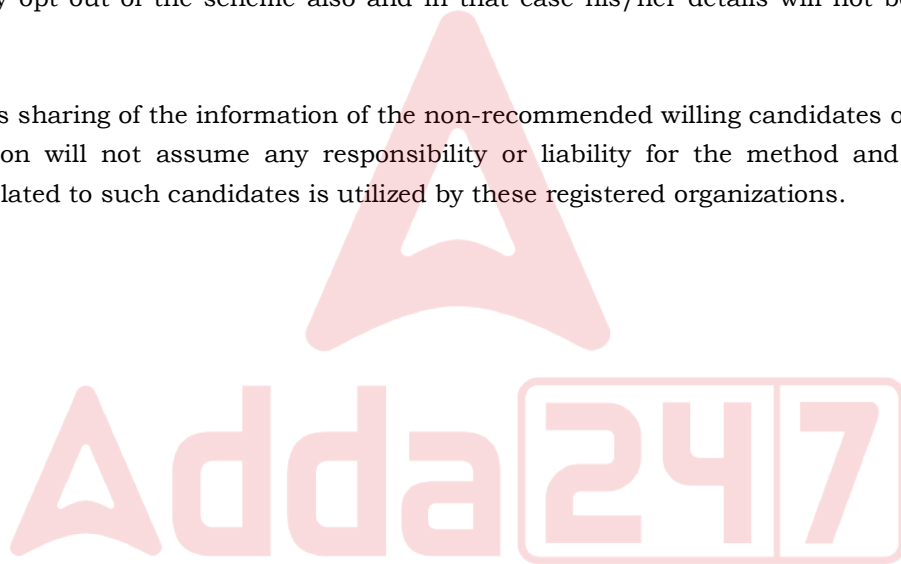 y opt out of the scheme also and in that case his/her details will not be
s sharing of the information of the non-recommended willing candidates o
on will not assume any responsibility or liability for the method and
lated to such candidates is utilized by these registered organizations.
Adda247